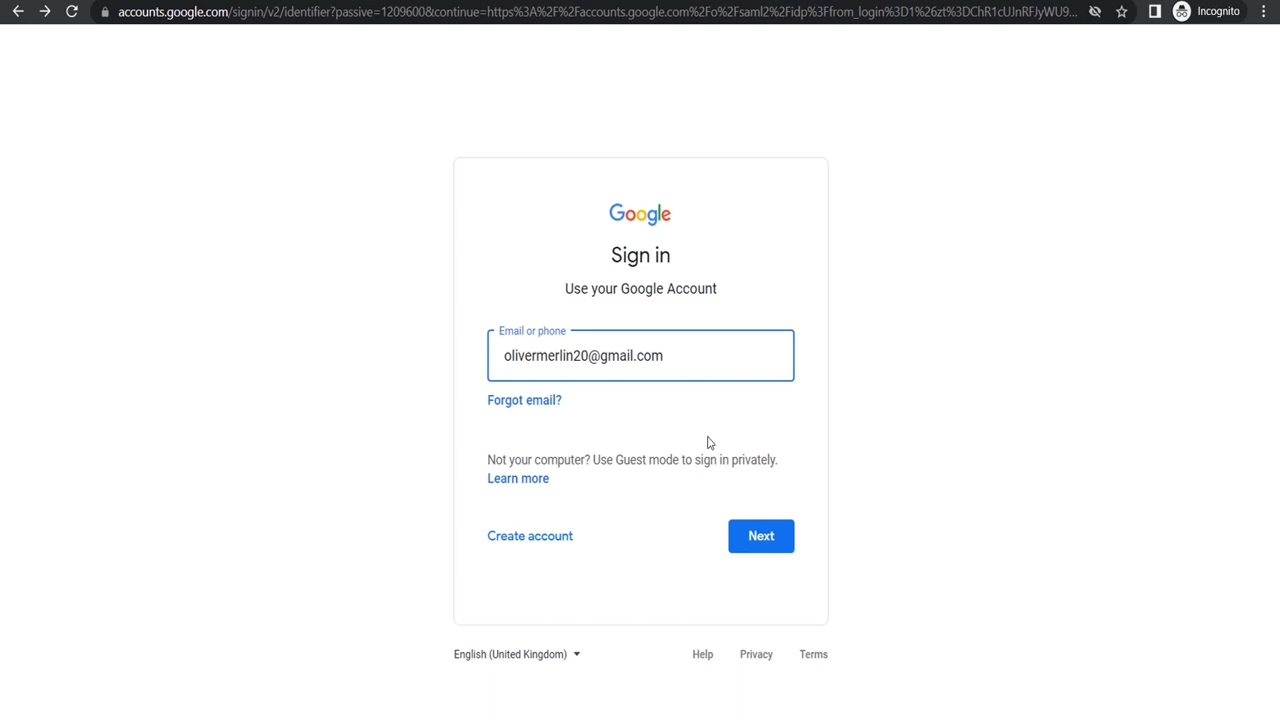 accounts.google.com/signin/v2/identifier?passive=1209600&continue=https%3A%2F%2Faccounts.google.com%2Fo%2Fsaml2%2Fidp%3Ffrom_login%3D1%26zt%3DChR1cUJnRFJyWU9...
Incognito
Google
Sign in
Use your Google Account
Email or phone
olivermerlin20@gmail.com
Forgot email?
Not your computer? Use Guest mode to sign in privately.
Learn more
Create account
Next
English (United Kingdom)
Help Privacy Terms